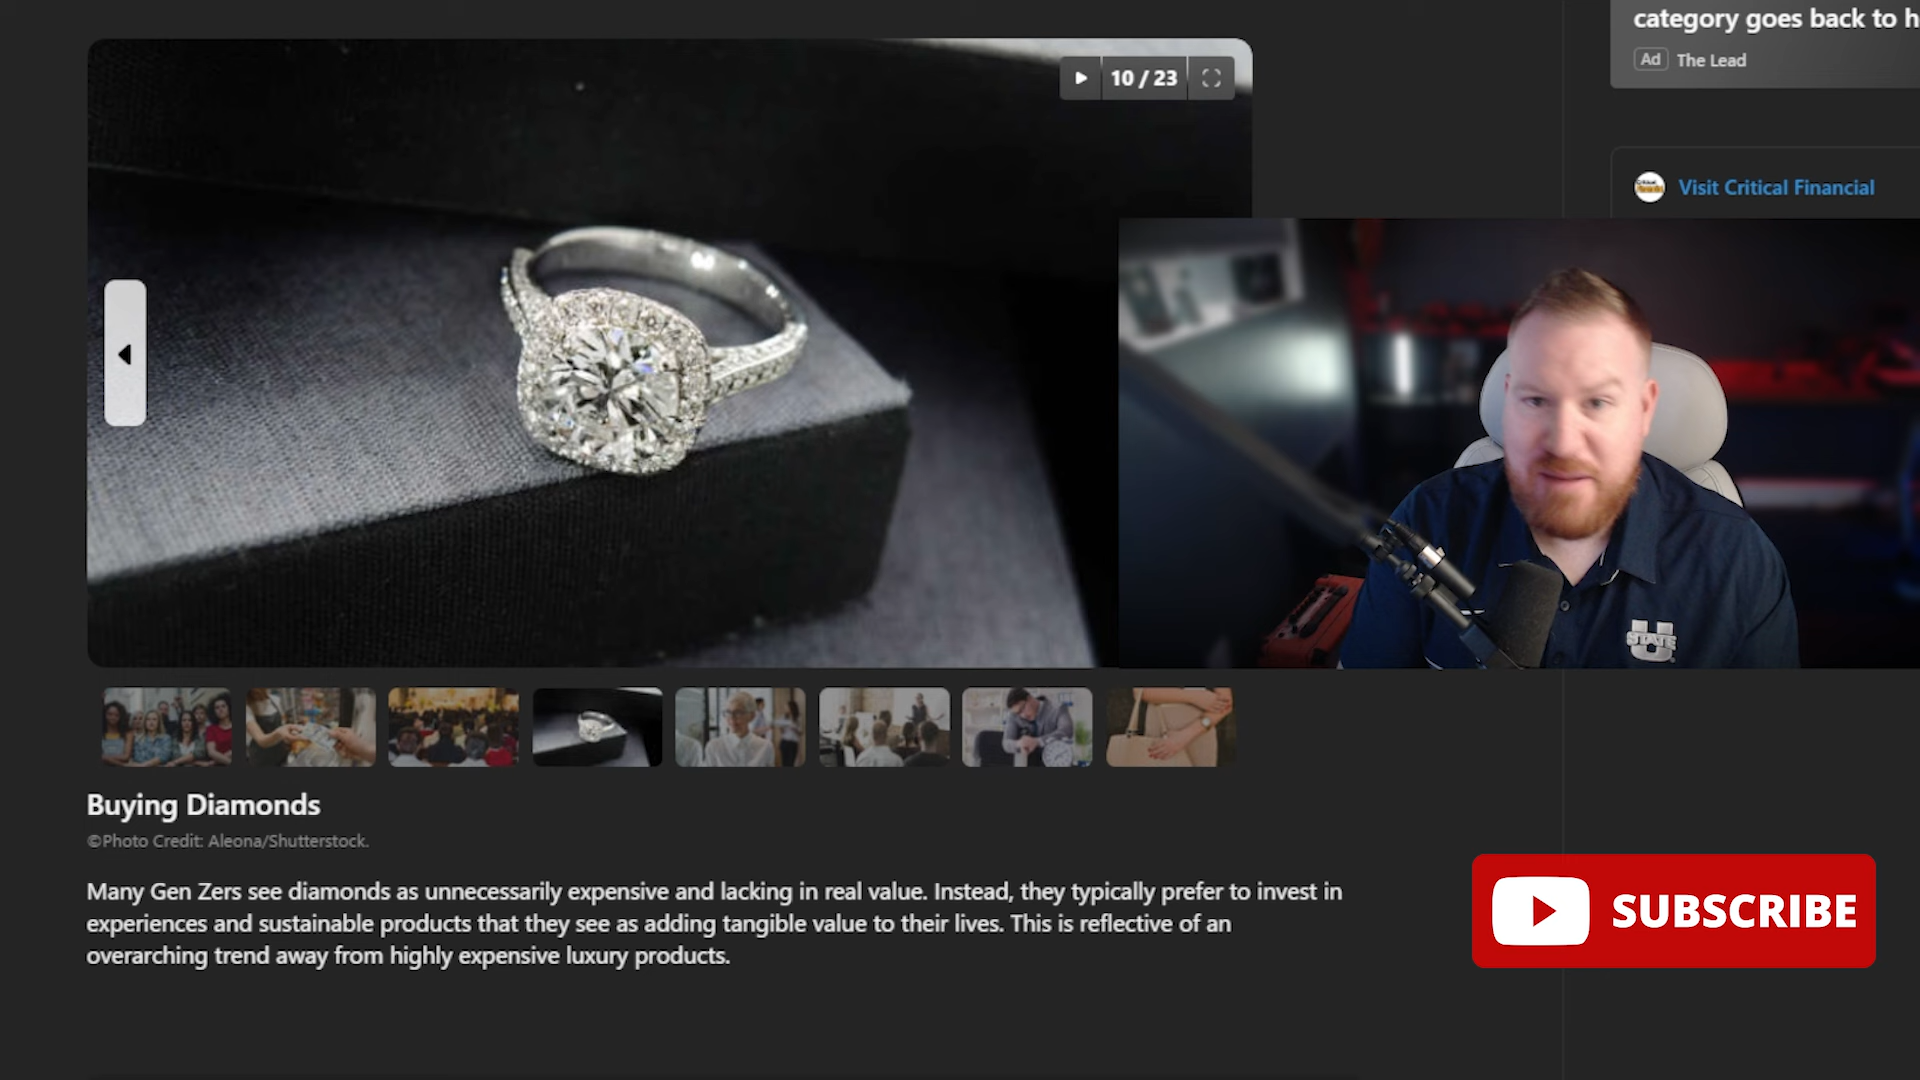 category goes back to h
Ad The Lead
10 / 23
Visit Critical Financial
U
STATE
Buying Diamonds
©Photo Credit: Aleona/Shutterstock.
Many Gen Zers see diamonds as unnecessarily expensive and lacking in real value. Instead, they typically prefer to invest in
experiences and sustainable products that they see as adding tangible value to their lives. This is reflective of an
overarching trend away from highly expensive luxury products.
SUBSCRIBE